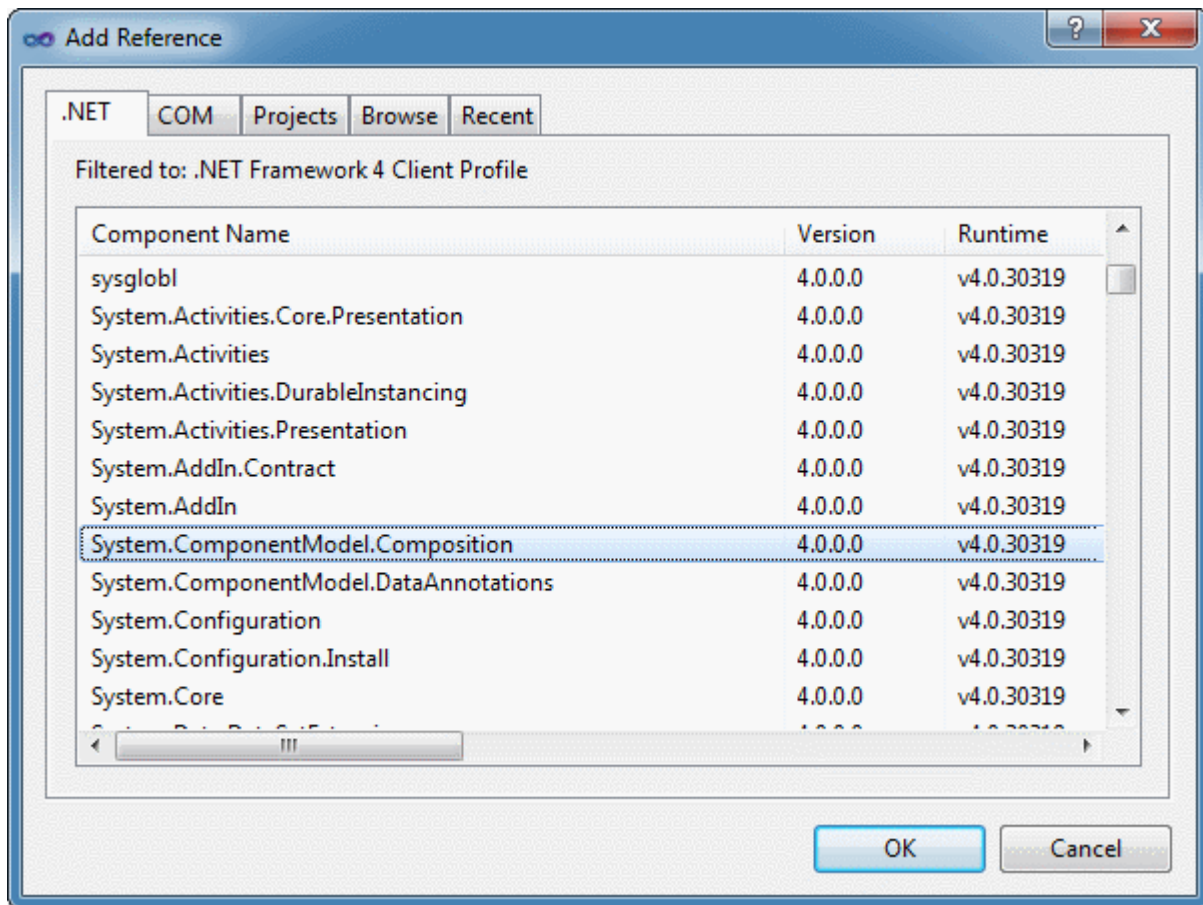 Add Reference
.NET COM Projects Browse Recent
Filtered to: .NET Framework 4 Client Profile
Component Name Version Runtime
sysglobl 4.0.0.0 v4.0.30319
System.Activities.Core.Presentation 4.0.0.0 v4.0.30319
System.Activities 4.0.0.0 v4.0.30319
System.Activities.DurableInstancing 4.0.0.0 v4.0.30319
System.Activities.Presentation 4.0.0.0 v4.0.30319
System.AddIn.Contract 4.0.0.0 v4.0.30319
System.AddIn 4.0.0.0 v4.0.30319
System.ComponentModel.Composition 4.0.0.0 v4.0.30319
System.ComponentModel.DataAnnotations 4.0.0.0 v4.0.30319
System.Configuration 4.0.0.0 v4.0.30319
System.Configuration.Install 4.0.0.0 v4.0.30319
System.Core 4.0.0.0 v4.0.30319
OK Cancel